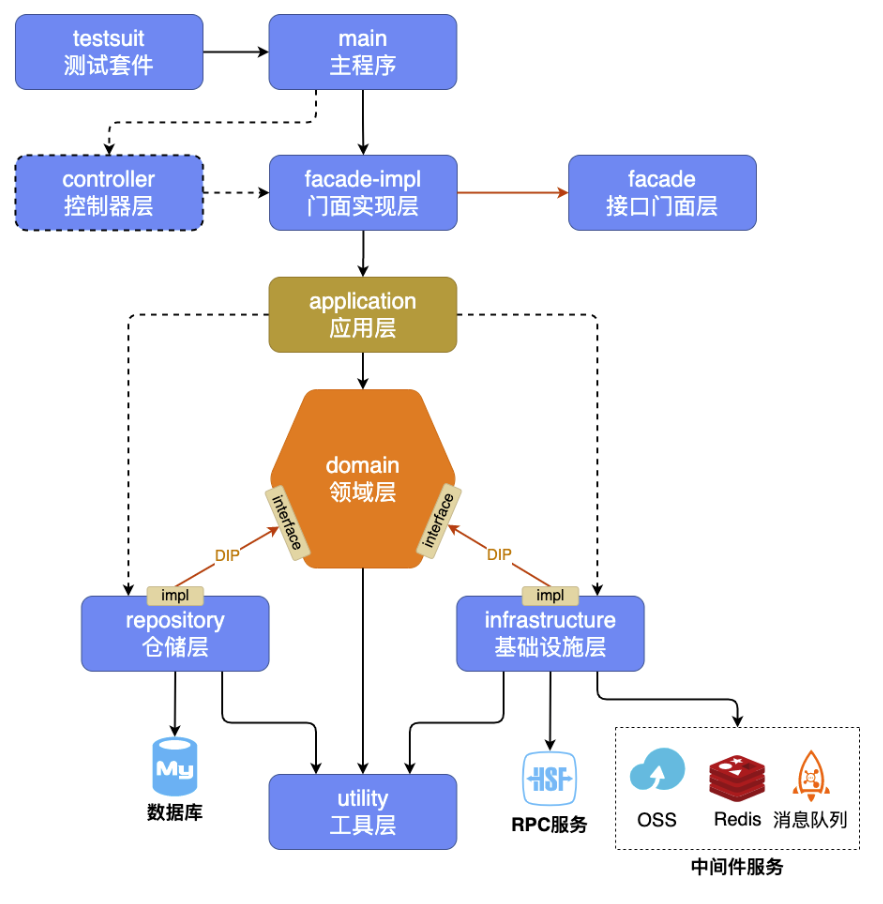 testsuit
测试套件
main
主程序
controller
控制器层
facade-impl
门面实现层
facade
接口门面层
application
应用层
domain
领域层
interface
interface
DIP
DIP
impl
impl
repository
仓储层
infrastructure
基础设施层
My
数据库
utility
工具层
HSF
RPC服务
OSS
Redis
消息队列
中间件服务